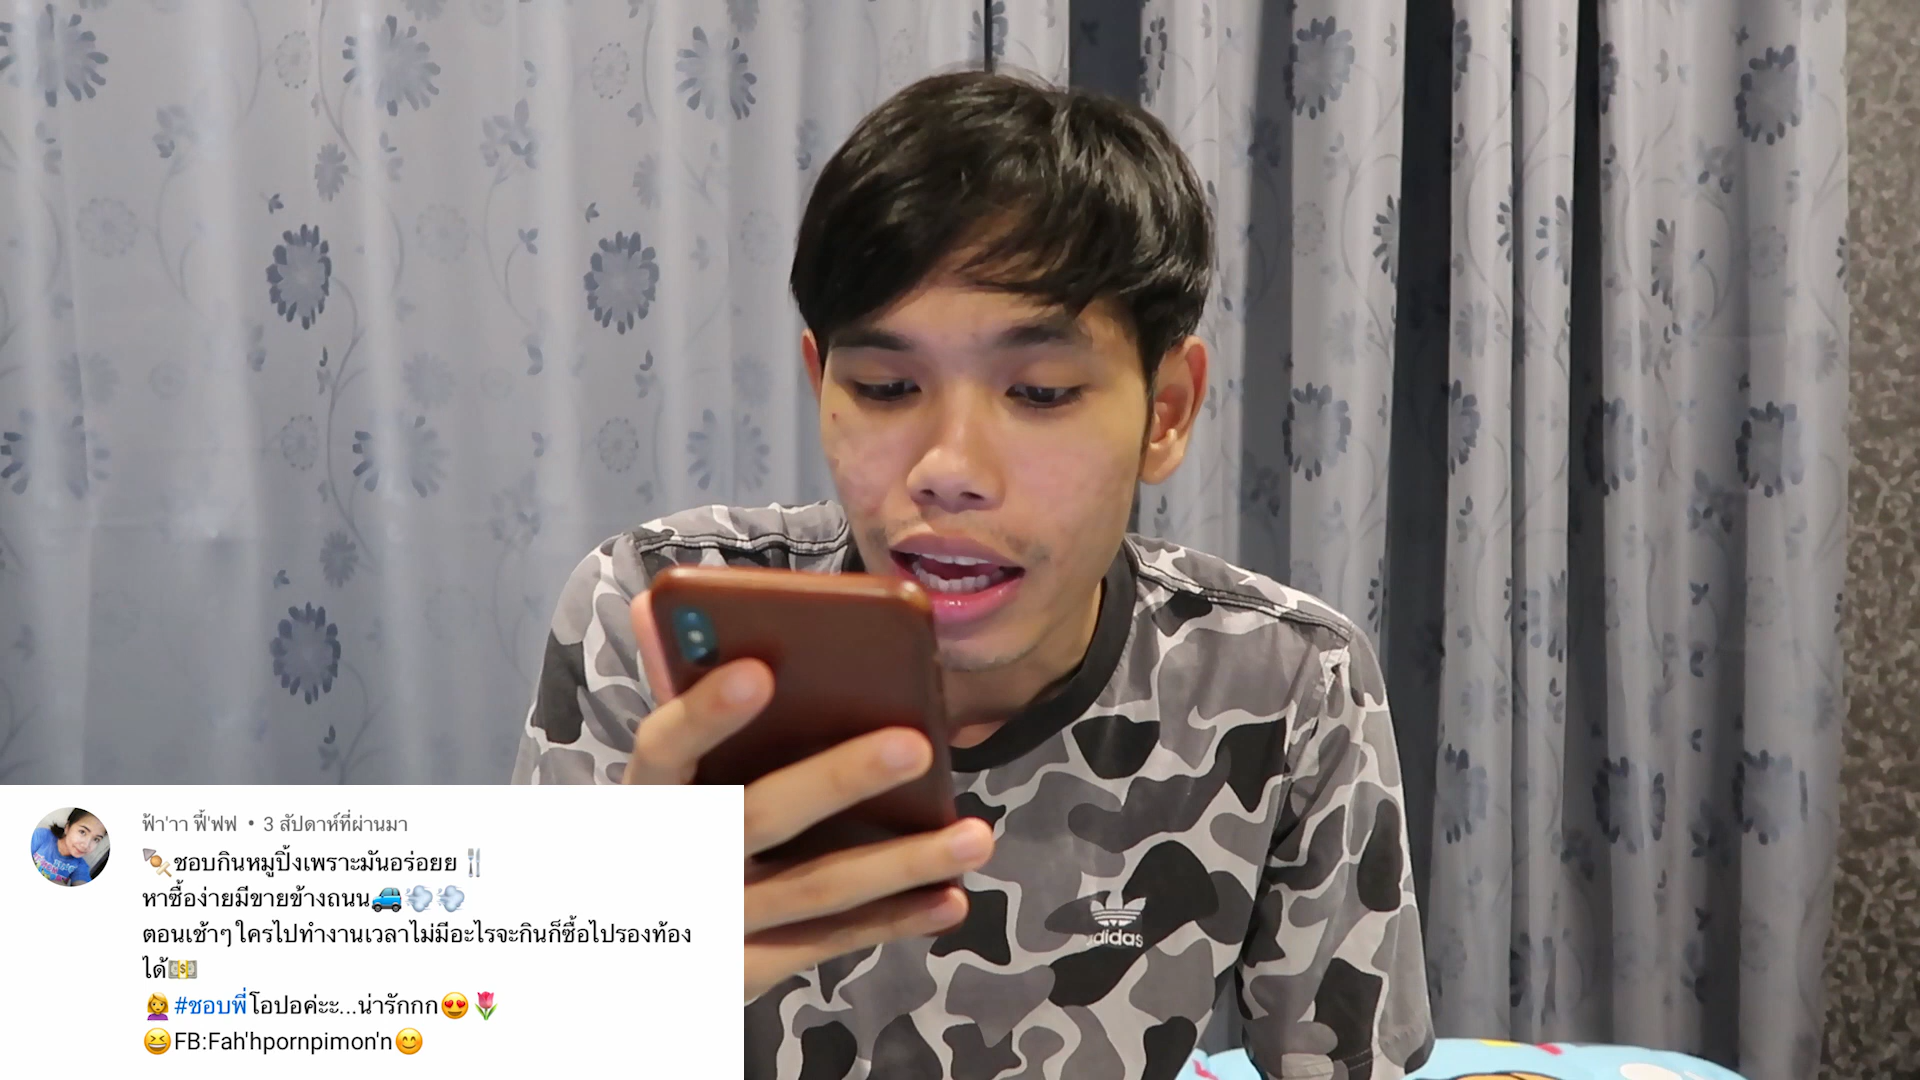 ฟ้า'าา ฟี้'ฟฟ • 3 สัปดาห์ที่ผ่านมา
🍢ชอบกินหมูปิ้งเพราะมันอร่อยย🍴
หาซื้อง่ายมีขายข้างถนน🚙💨💨
ตอนเช้าๆใครไปทำงานเวลาไม่มีอะไรจะกินก็ซื้อไปรองท้อง
ได้💵
🙋#ชอบพี่โอปอค่ะะ...น่ารักกก😍🌷
😆FB:Fah'hpornpimon'n😊
adidas